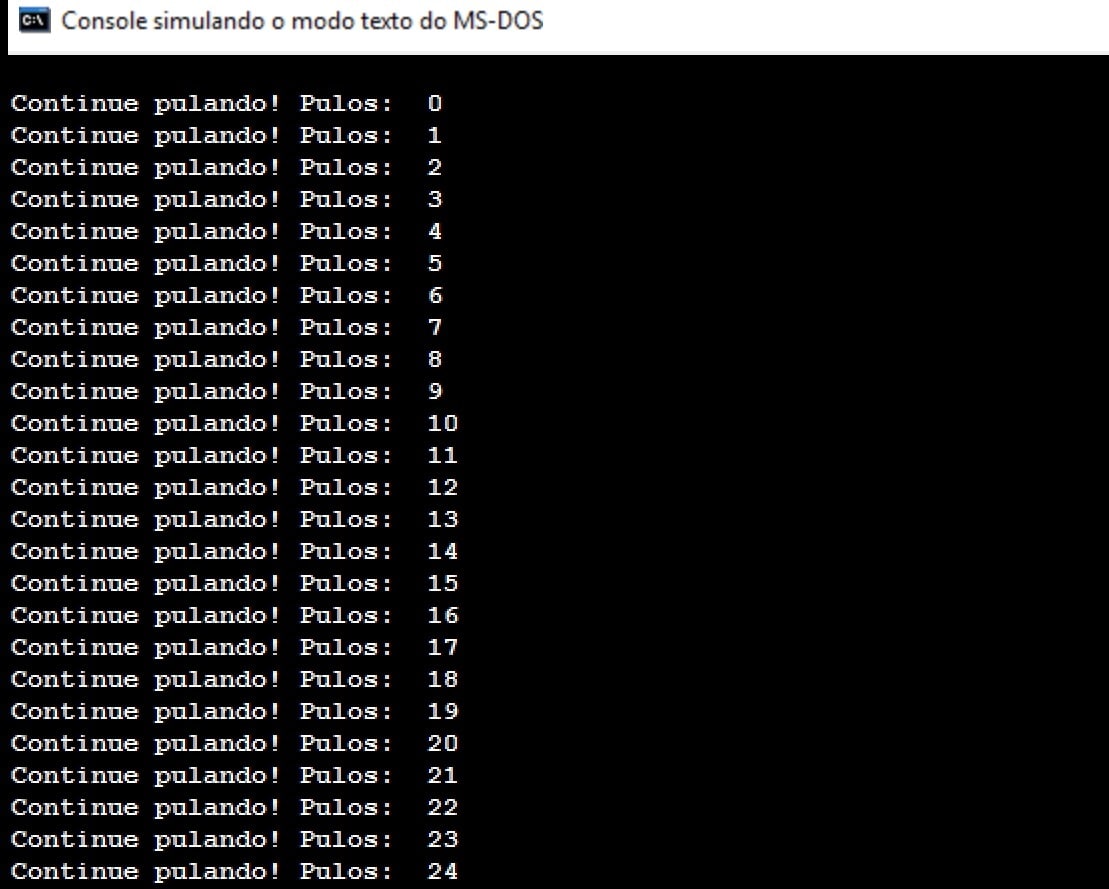 C:\ Console simulando o modo texto do MS-DOS
Continue pulando! Pulos: 0
Continue pulando! Pulos: 1
Continue pulando! Pulos: 2
Continue pulando! Pulos: 3
Continue pulando! Pulos: 4
Continue pulando! Pulos: 5
Continue pulando! Pulos: 6
Continue pulando! Pulos: 7
Continue pulando! Pulos: 8
Continue pulando! Pulos: 9
Continue pulando! Pulos: 10
Continue pulando! Pulos: 11
Continue pulando! Pulos: 12
Continue pulando! Pulos: 13
Continue pulando! Pulos: 14
Continue pulando! Pulos: 15
Continue pulando! Pulos: 16
Continue pulando! Pulos: 17
Continue pulando! Pulos: 18
Continue pulando! Pulos: 19
Continue pulando! Pulos: 20
Continue pulando! Pulos: 21
Continue pulando! Pulos: 22
Continue pulando! Pulos: 23
Continue pulando! Pulos: 24